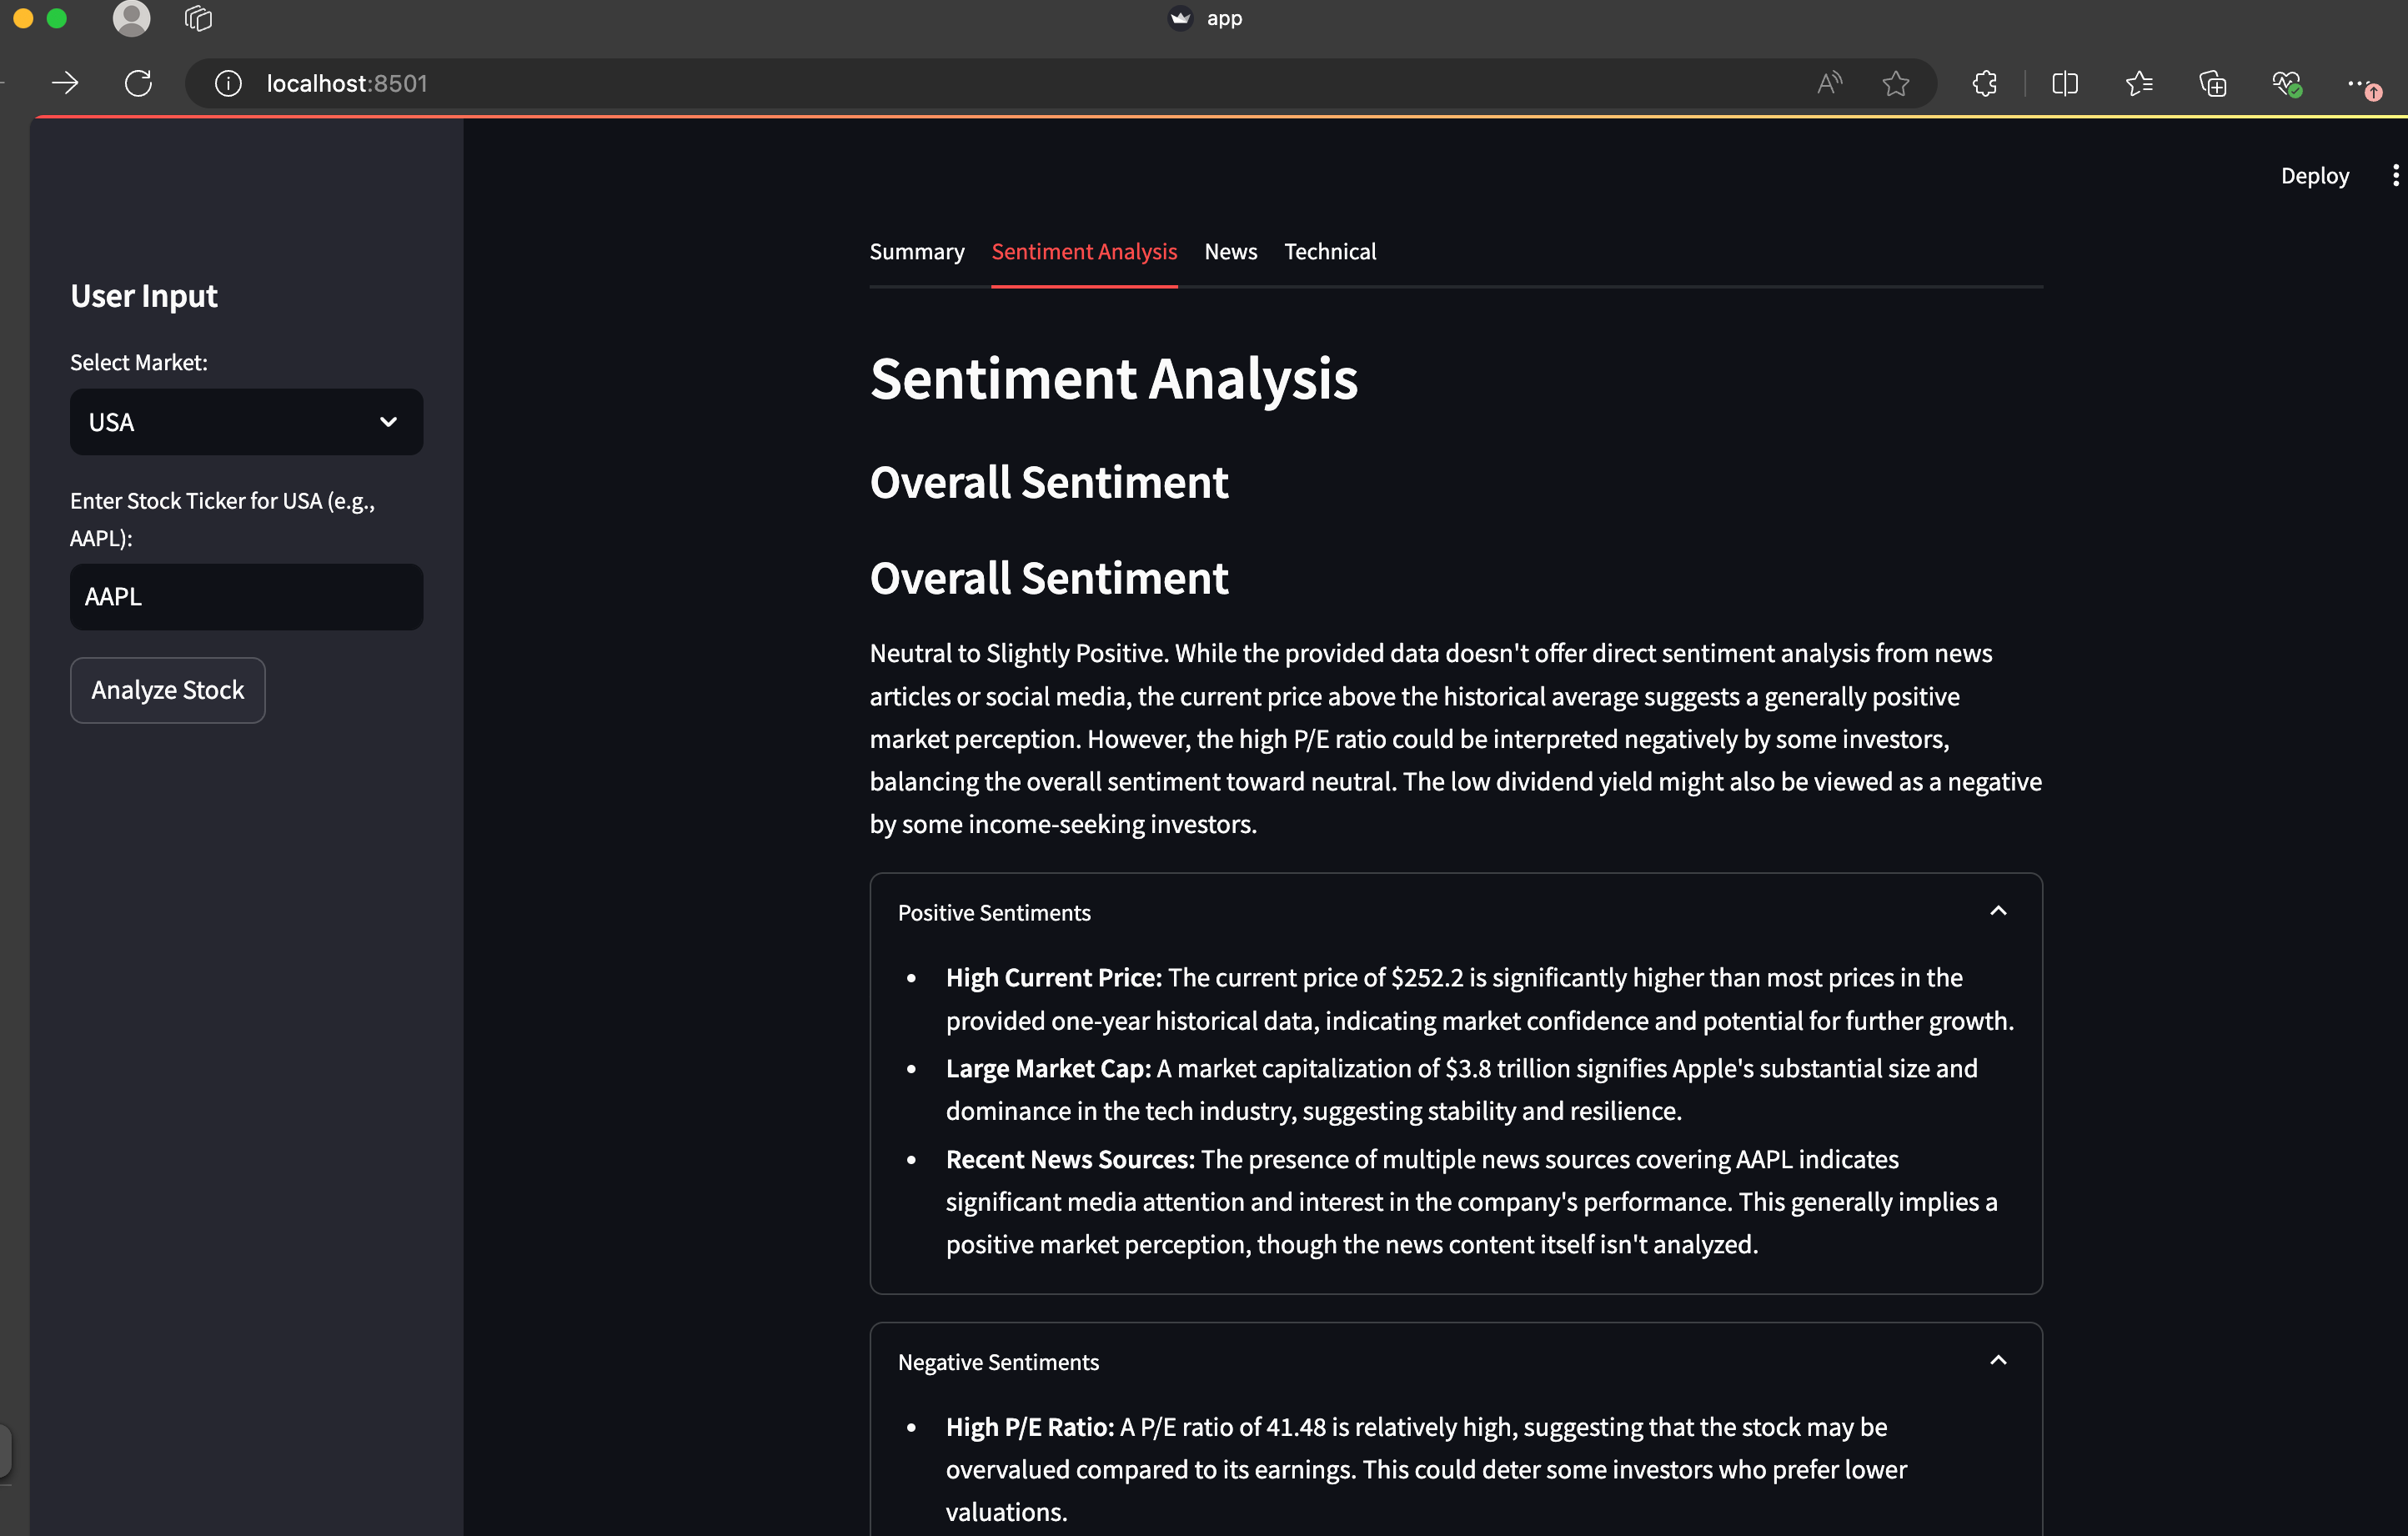 app
localhost:8501
Deploy
User Input
Select Market:
USA
Enter Stock Ticker for USA (e.g.,
AAPL):
AAPL
Analyze Stock
Summary Sentiment Analysis News Technical
Sentiment Analysis
Overall Sentiment
Overall Sentiment
Neutral to Slightly Positive. While the provided data doesn't offer direct sentiment analysis from news
articles or social media, the current price above the historical average suggests a generally positive
market perception. However, the high P/E ratio could be interpreted negatively by some investors,
balancing the overall sentiment toward neutral. The low dividend yield might also be viewed as a negative
by some income-seeking investors.
Positive Sentiments
• High Current Price: The current price of $252.2 is significantly higher than most prices in the
provided one-year historical data, indicating market confidence and potential for further growth.
• Large Market Cap: A market capitalization of $3.8 trillion signifies Apple's substantial size and
dominance in the tech industry, suggesting stability and resilience.
• Recent News Sources: The presence of multiple news sources covering AAPL indicates
significant media attention and interest in the company's performance. This generally implies a
positive market perception, though the news content itself isn't analyzed.
Negative Sentiments
• High P/E Ratio: A P/E ratio of 41.48 is relatively high, suggesting that the stock may be
overvalued compared to its earnings. This could deter some investors who prefer lower
valuations.